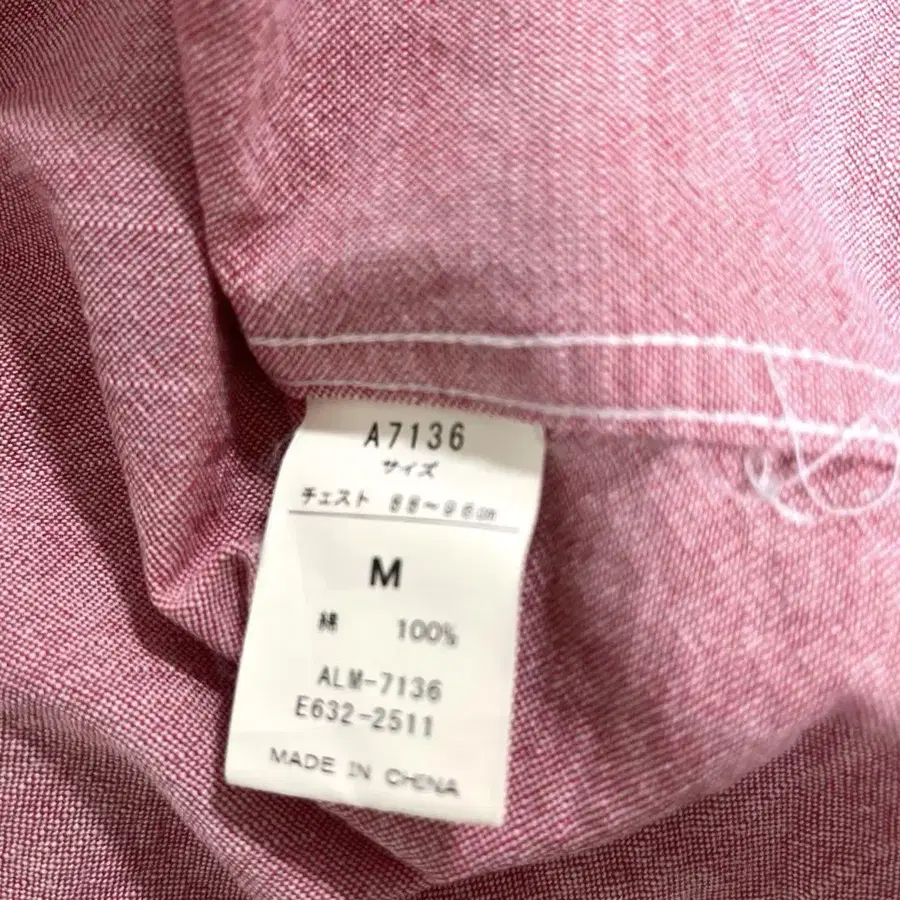 A7136
サイズ
チェスト 88〜96cm
M
綿 100%
ALM-7136
E632-2511
MADE IN CHINA